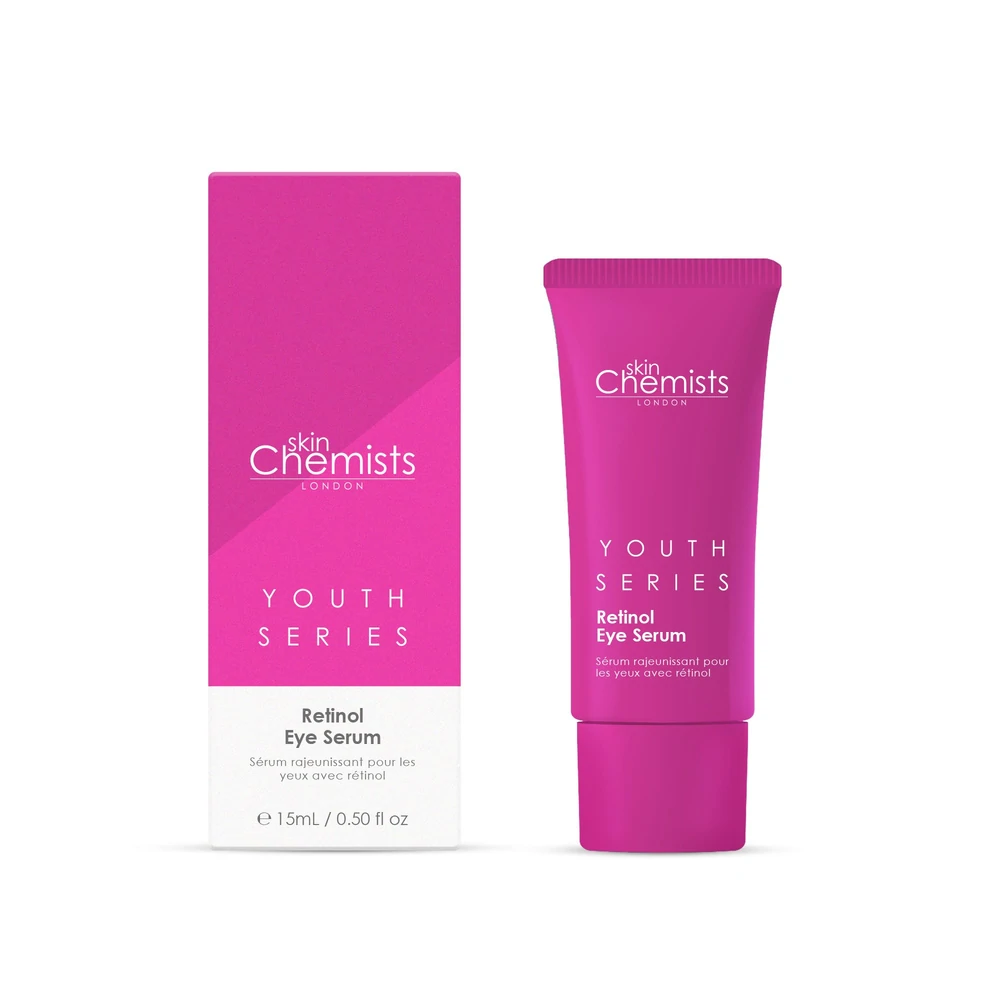 skin
Chemists
LONDON
YOUTH
SERIES
Retinol
Eye Serum
Sérum rajeunissant pour les
yeux avec rétinol
℮ 15mL / 0.50 fl oz
skin
Chemists
LONDON
YOUTH
SERIES
Retinol
Eye Serum
Sérum rajeunissant pour
les yeux avec rétinol